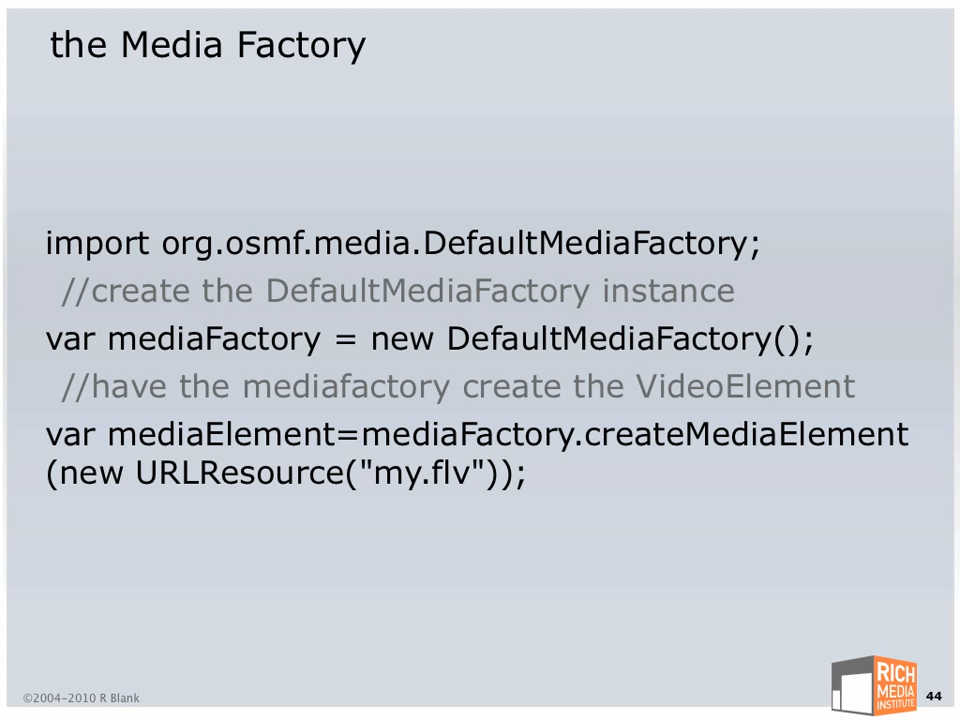 the Media Factory
import org.osmf.media.DefaultMediaFactory;
//create the DefaultMediaFactory instance
var mediaFactory = new DefaultMediaFactory();
//have the mediafactory create the VideoElement
var mediaElement=mediaFactory.createMediaElement
(new URLResource("my.flv"));
©2004-2010 R Blank
RICH
MEDIA
INSTITUTE
44